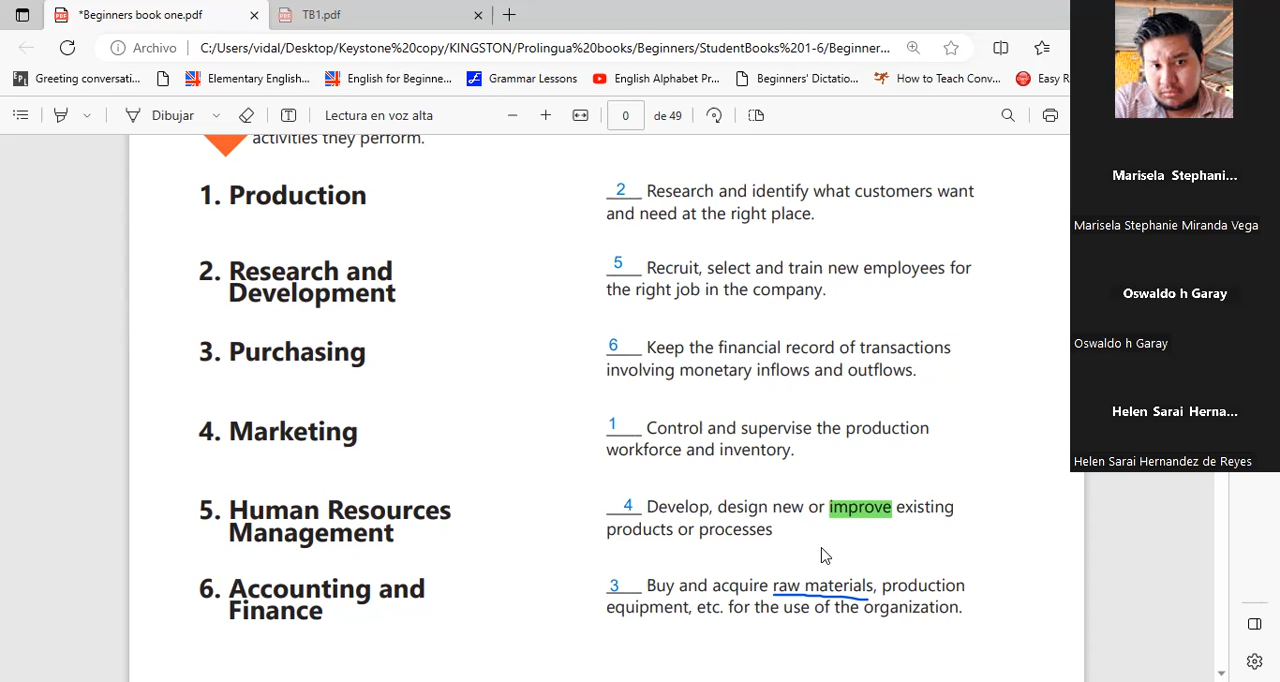 *Beginners book one.pdf
TB1.pdf
Archivo
C:/Users/vidal/Desktop/Keystone%20copy/KINGSTON/Prolingua%20books/Beginners/StudentBooks%201-6/Beginner...
Greeting conversati...
Elementary English...
English for Beginne...
Grammar Lessons
English Alphabet Pr...
Beginners' Dictatio...
How to Teach Conv...
Easy R
Dibujar
Lectura en voz alta
0
de 49
activities they perform.
1. Production
2 Research and identify what customers want
and need at the right place.
2. Research and
Development
5 Recruit, select and train new employees for
the right job in the company.
3. Purchasing
6 Keep the financial record of transactions
involving monetary inflows and outflows.
4. Marketing
1 Control and supervise the production
workforce and inventory.
5. Human Resources
Management
4 Develop, design new or improve existing
products or processes
6. Accounting and
Finance
3 Buy and acquire raw materials, production
equipment, etc. for the use of the organization.
Marisela Stephani...
Marisela Stephanie Miranda Vega
Oswaldo h Garay
Oswaldo h Garay
Helen Sarai Herna...
Helen Sarai Hernandez de Reyes